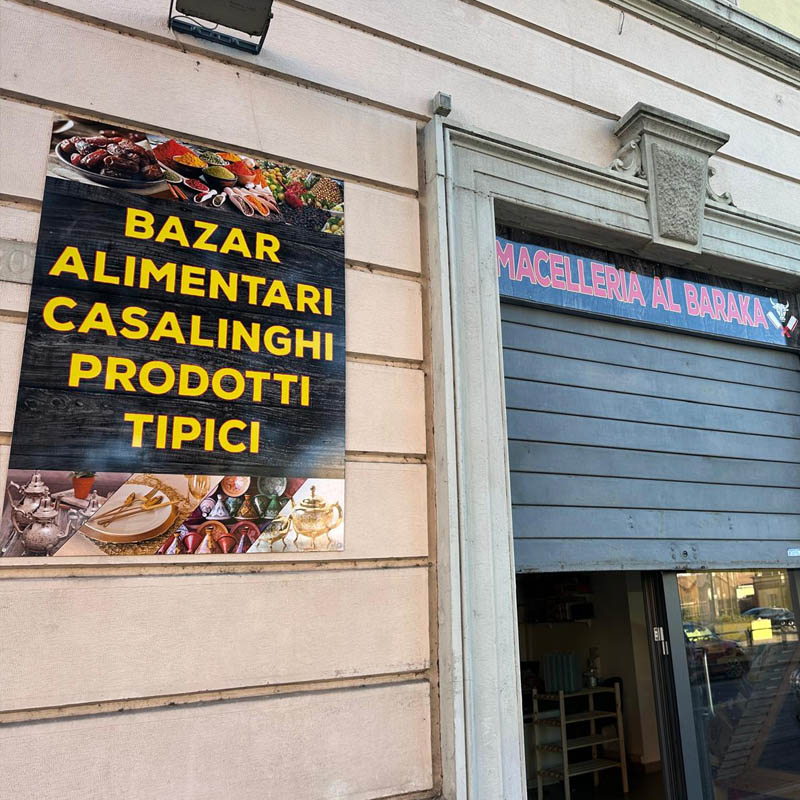 BAZAR
ALIMENTARI
CASALINGHI
PRODOTTI
TIPICI
MACELLERIA AL BARAKA